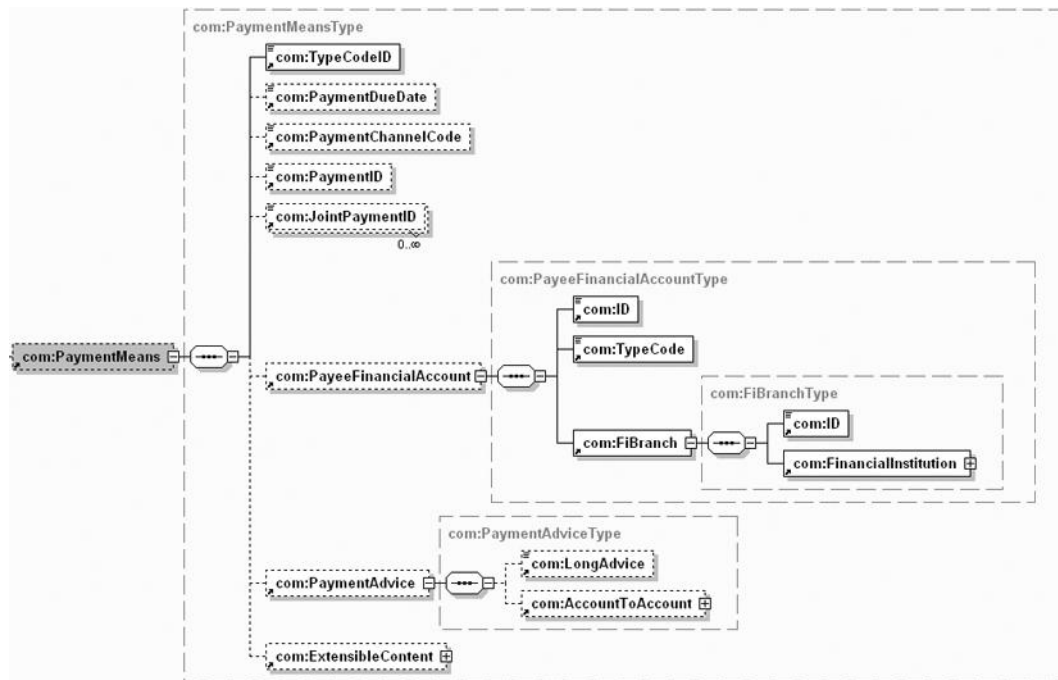 com:PaymentMeansType
com:TypeCodeID
com:PaymentDueDate
com:PaymentChannelCode
com:PaymentID
com:JointPaymentID
0..∞
com:PayeeFinancialAccountType
com:ID
com:TypeCode
com:PaymentMeans
com:PayeeFinancialAccount
com:FiBranchType
com:ID
com:FiBranch
com:FinancialInstitution
com:PaymentAdviceType
com:LongAdvice
com:PaymentAdvice
com:AccountToAccount
com:ExtensibleContent